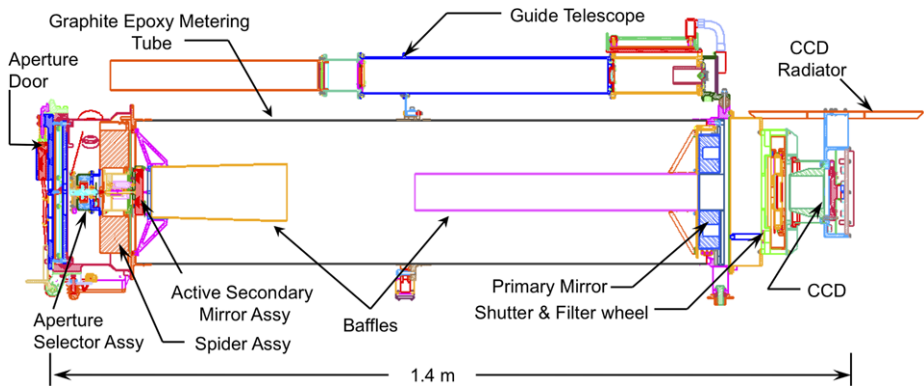 Graphite Epoxy Metering
Tube
Guide Telescope
Aperture
Door
CCD
Radiator
Aperture
Selector Assy
Active Secondary
Mirror Assy
Spider Assy
Baffles
Primary Mirror
Shutter & Filter wheel
CCD
1.4 m